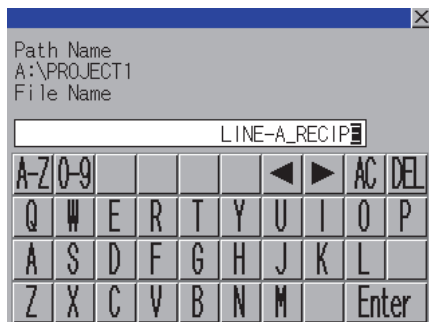 Path Name
A:\PROJECT1
File Name
LINE-A_RECIPE
A-Z 0-9 ◀ ▶ AC DEL
Q W E R T Y U I O P
A S D F G H J K L
Z X C V B N M Enter